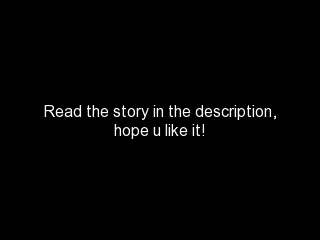 Read the story in the description,
hope u like it!